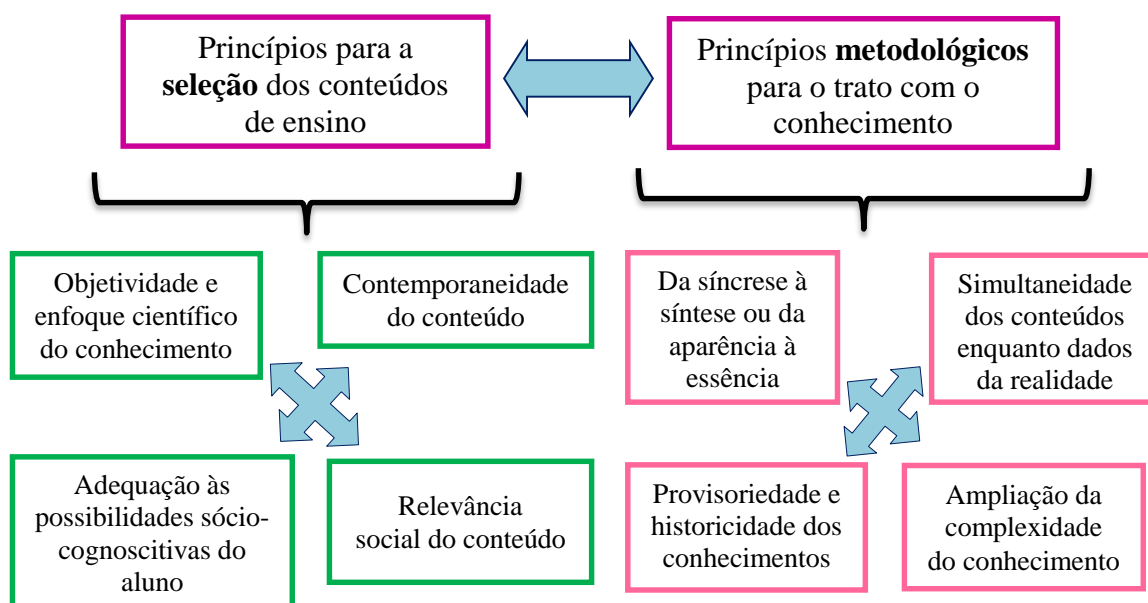 Princípios para a
seleção dos conteúdos
de ensino
Princípios metodológicos
para o trato com o
conhecimento
Objetividade e
enfoque científico
do conhecimento
Contemporaneidade
do conteúdo
Da síncrese à
síntese ou da
aparência à
essência
Simultaneidade
dos conteúdos
enquanto dados
da realidade
Adequação às
possibilidades sócio-
cognoscitivas do
aluno
Relevância
social do conteúdo
Provisoriedade e
historicidade dos
conhecimentos
Ampliação da
complexidade
do conhecimento